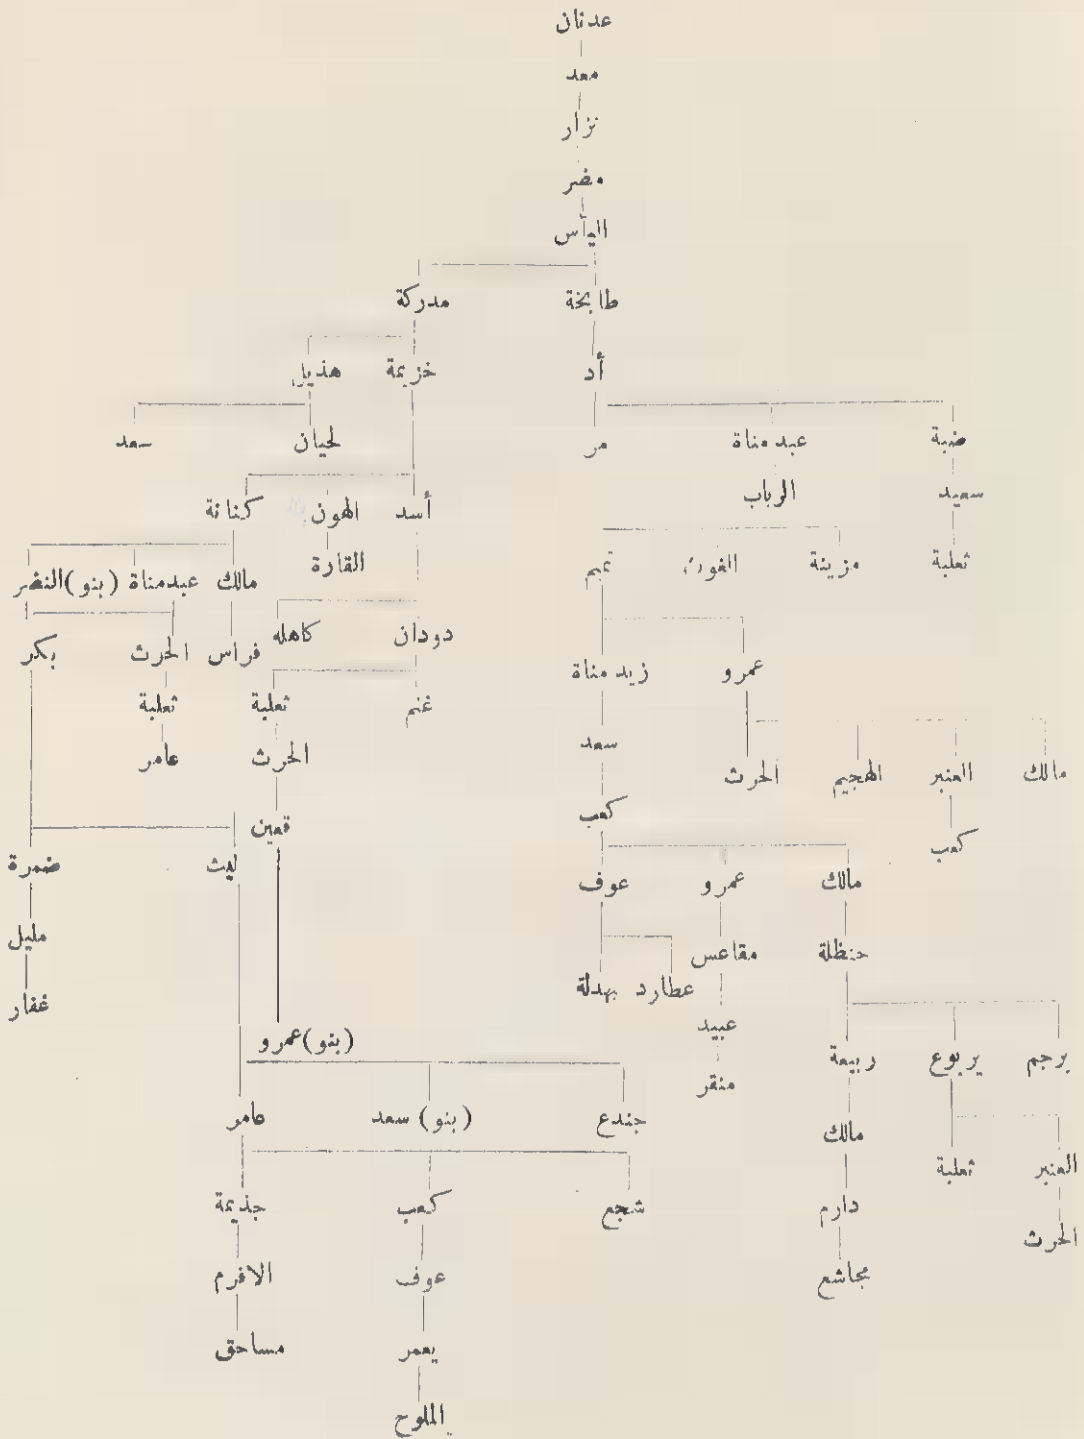 عدنان
معد
نزار
مضر
الياس
طابخة مدركة
أد خزيمة هذيل
ضبة عبد مناة مر لحيان سعد
سعيد الرباب أسد الهون كنانة
ثعلبة مزينة الغوث تميم القارة مالك عبدمناة (بنو) النضر
عمرو زيد مناة دودان كاهله فراس الحرث بكر
غنم ثعلبة ثعلبة
سعد الحرث عامر
مالك العنبر الهجيم الحرث
كعب كعب قعين
مالك عمرو عوف ليث ضمرة
حنظلة مقاعس مليل
عطارد بهدلة غفار
عبيد (بنو) عمرو
برجم يربوع ربيعة منقر
مالك جندع (بنو) سعد عامر
العنبر ثعلبة
دارم شجع كعب جذيمة
الحرث
مجاشع عوف الافرم
يعمر مساحق
الملوح